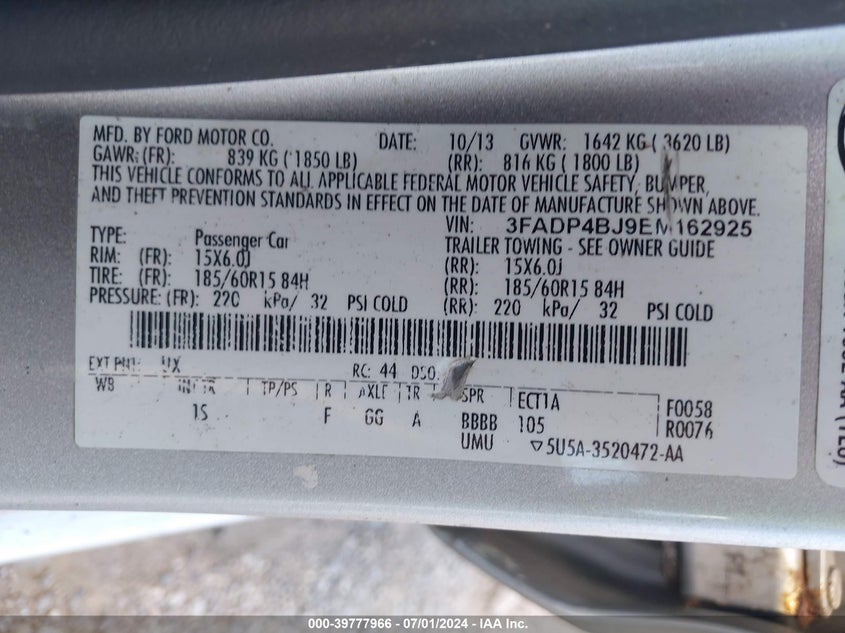 MFD. BY FORD MOTOR CO. DATE: 10/13 GVWR: 1642 KG ( 3620 LB)
GAWR: (FR): 839 KG ( 1850 LB) (RR): 816 KG ( 1800 LB)
THIS VEHICLE CONFORMS TO ALL APPLICABLE FEDERAL MOTOR VEHICLE SAFETY, BUMPER,
AND THEFT PREVENTION STANDARDS IN EFFECT ON THE DATE OF MANUFACTURE SHOWN ABOVE.
VIN: 3FADP4BJ9EM162925
TYPE: Passenger Car TRAILER TOWING - SEE OWNER GUIDE
RIM: (FR): 15X6.0J (RR): 15X6.0J
TIRE: (FR): 185/60R15 84H (RR): 185/60R15 84H
PRESSURE: (FR): 220 kPa/ 32 PSI COLD (RR): 220 kPa/ 32 PSI COLD
EXT PNT: UX RC: 44 DSO:
WB INT TR TP/PS R AXLE TR SPR ECT1A F0058
1S F GG A BBBB 105 R0076
UMU ▽5U5A-3520472-AA
000-39777966 / 07/01/2024 - IAA Inc.